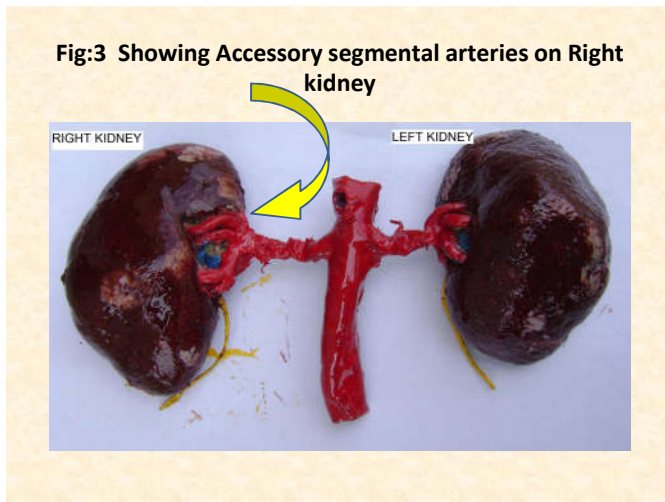 Fig:3 Showing Accessory segmental arteries on Right
kidney
RIGHT KIDNEY
LEFT KIDNEY